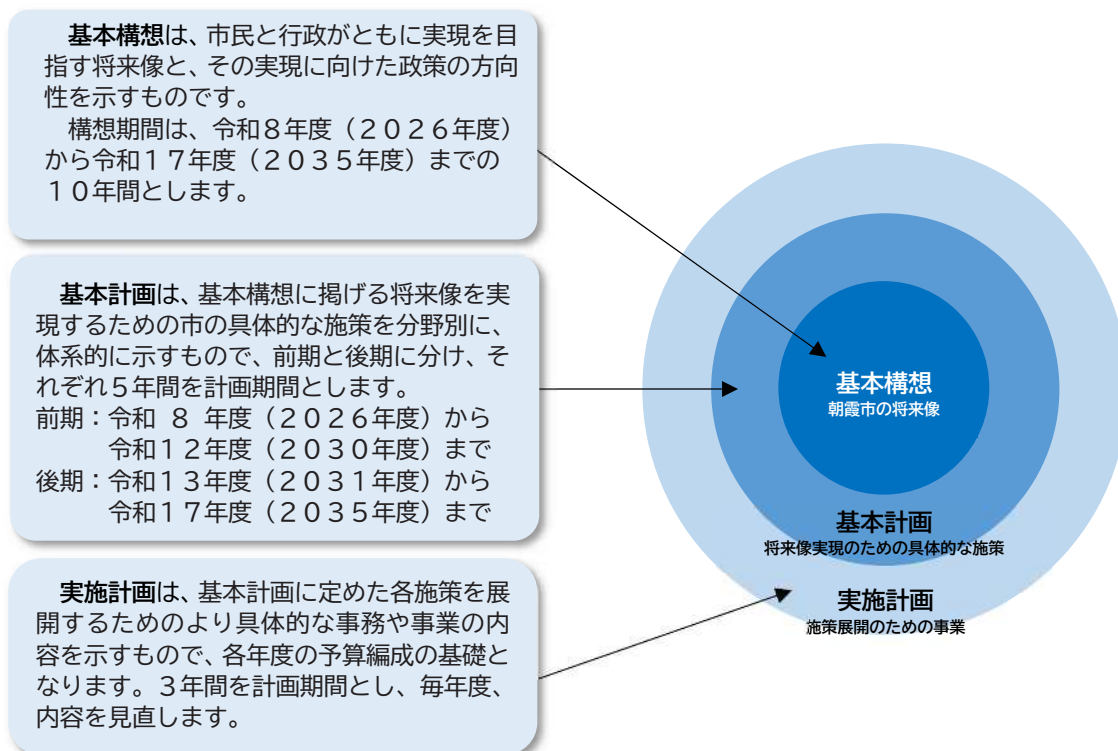 基本構想は、市民と行政がともに実現を目
指す将来像と、その実現に向けた政策の方向
性を示すものです。
　構想期間は、令和８年度（２０２６年度）
から令和１７年度（２０３５年度）までの
１０年間とします。
　基本計画は、基本構想に掲げる将来像を実
現するための市の具体的な施策を分野別に、
体系的に示すもので、前期と後期に分け、そ
れぞれ５年間を計画期間とします。
前期：令和 ８ 年度（２０２６年度）から
　　　令和１２年度（２０３０年度）まで
後期：令和１３年度（２０３１年度）から
　　　令和１７年度（２０３５年度）まで
　実施計画は、基本計画に定めた各施策を展
開するためのより具体的な事務や事業の内
容を示すもので、各年度の予算編成の基礎と
なります。３年間を計画期間とし、毎年度、
内容を見直します。
基本構想
朝霞市の将来像
基本計画
将来像実現のための具体的な施策
実施計画
施策展開のための事業